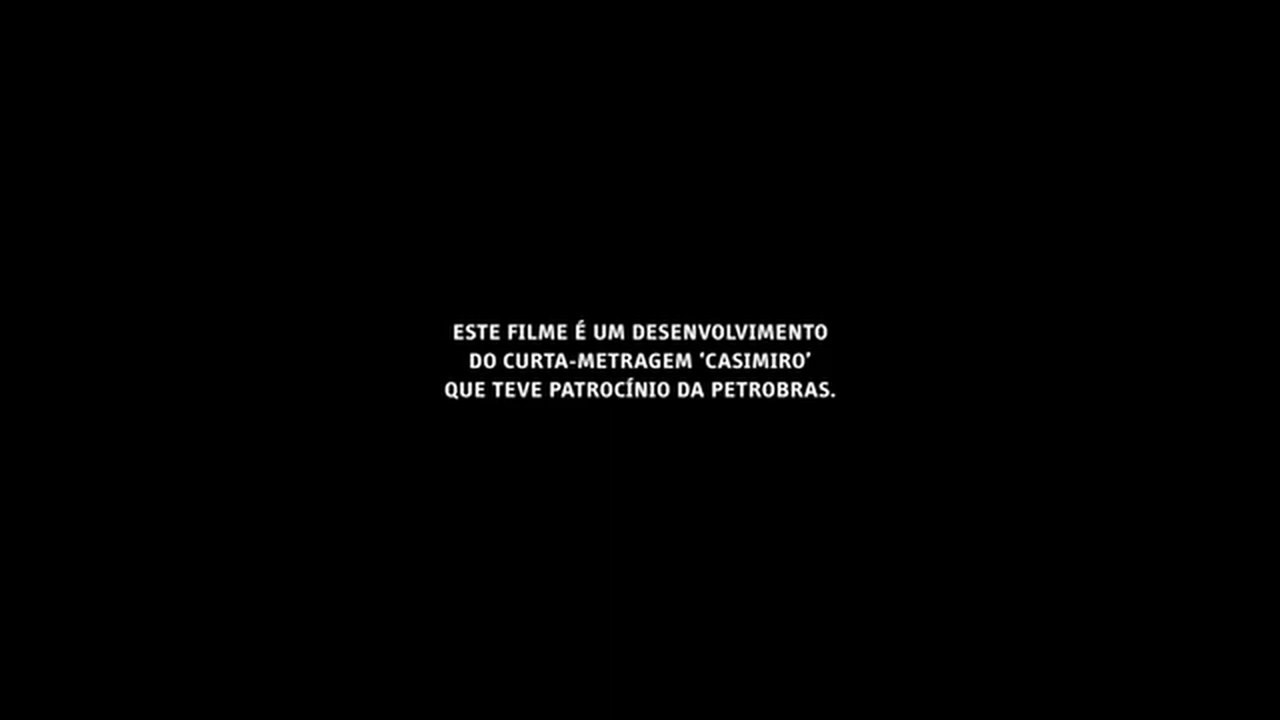 ESTE FILME É UM DESENVOLVIMENTO
DO CURTA-METRAGEM ‘CASIMIRO’
QUE TEVE PATROCÍNIO DA PETROBRAS.